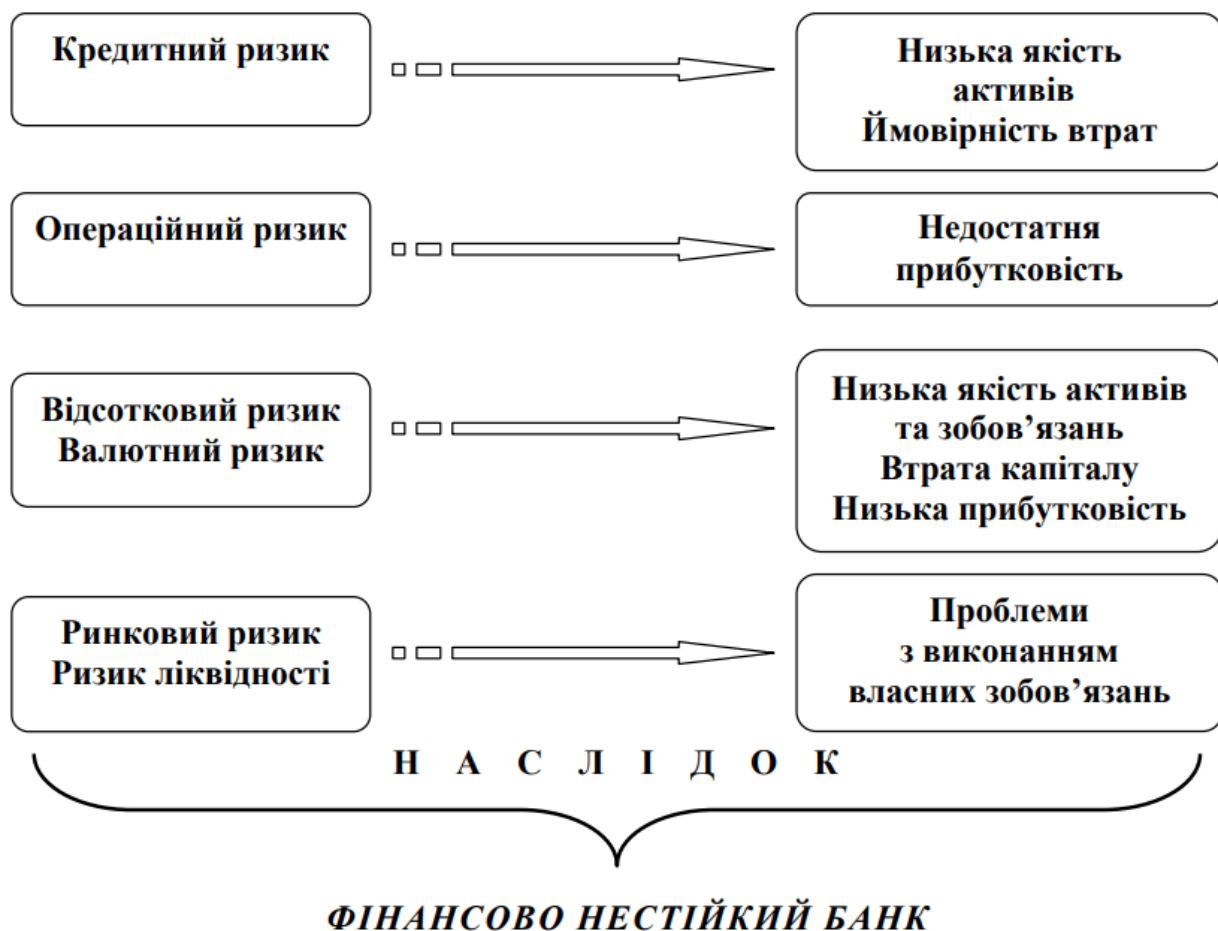 Кредитний ризик
Низька якість
активів
Ймовірність втрат
Операційний ризик
Недостатня
прибутковість
Відсотковий ризик
Валютний ризик
Низька якість активів
та зобов’язань
Втрата капіталу
Низька прибутковість
Ринковий ризик
Ризик ліквідності
Проблеми
з виконанням
власних зобов’язань
Н А С Л І Д О К
ФІНАНСОВО НЕСТІЙКИЙ БАНК